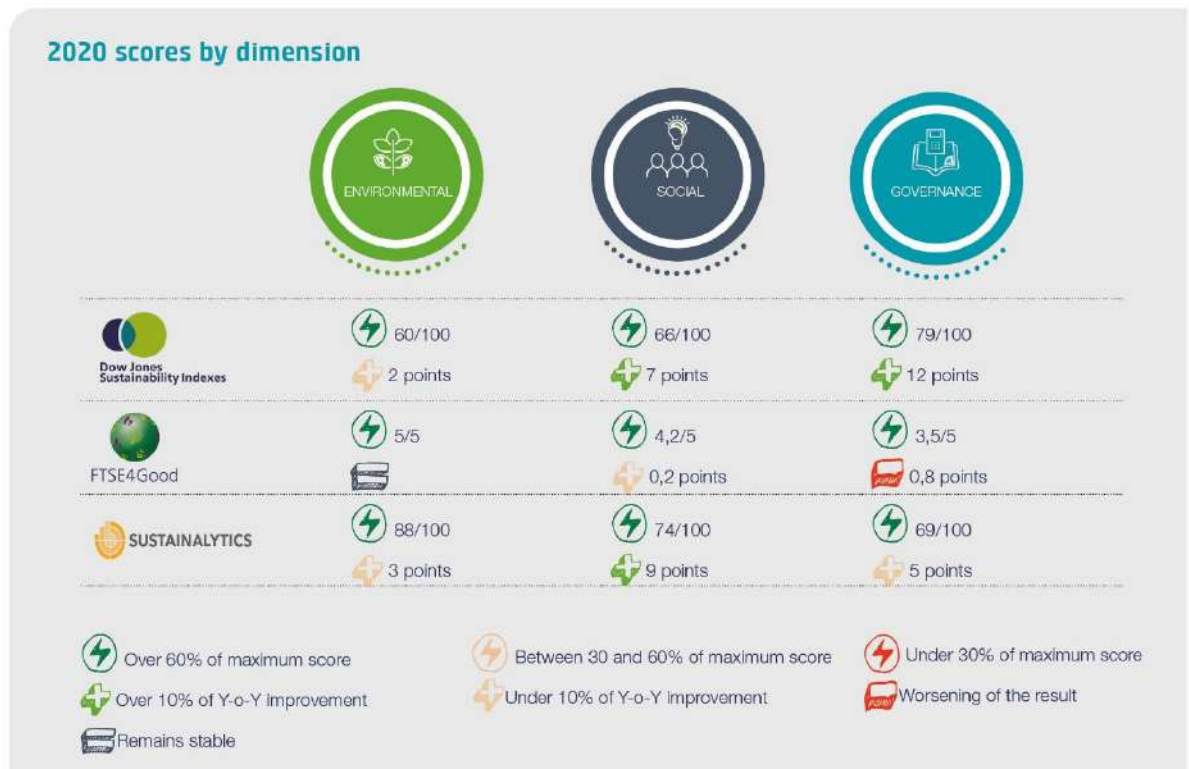 2020 scores by dimension
ENVIRONMENTAL
SOCIAL
GOVERNANCE
Dow Jones
Sustainability Indexes
60/100
66/100
79/100
2 points
7 points
12 points
FTSE4Good
5/5
4,2/5
3,5/5
0,2 points
0,8 points
SUSTAINALYTICS
88/100
74/100
69/100
3 points
9 points
5 points
Over 60% of maximum score
Between 30 and 60% of maximum score
Under 30% of maximum score
Over 10% of Y-o-Y improvement
Under 10% of Y-o-Y improvement
Worsening of the result
Remains stable